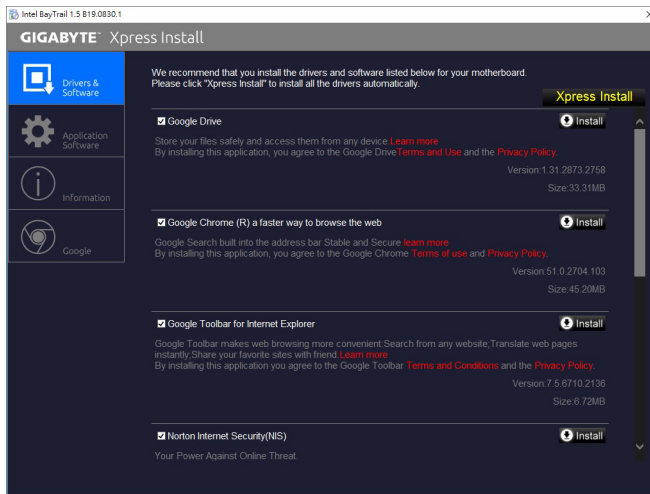 Intel BayTrail 1.5 B19.0830.1
GIGABYTE™ Xpress Install
Drivers &
Software
Application
Software
Information
Google
We recommend that you install the drivers and software listed below for your motherboard.
Please click "Xpress Install" to install all the drivers automatically.
Xpress Install
Google Drive
Install
Store your files safely and access them from any device.Learn more
By installing this application, you agree to the Google DriveTerms and Use and the Privacy Policy.
Version:1.31.2873.2758
Size:33.31MB
Google Chrome (R) a faster way to browse the web
Install
Google Search built into the address bar Stable and Secure learn more
By installing this application, you agree to the Google Chrome Terms of use and Privacy Policy.
Version:51.0.2704.103
Size:45.20MB
Google Toolbar for Internet Explorer
Install
Google Toolbar makes web browsing more convenient.Search from any website;Translate web pages
instantly,Share your favorite sites with friend.Learn more
By installing this application you agree to the Google Toolbar Terms and Conditions and the Privacy Policy.
Version:7.5.6710.2136
Size:6.72MB
Norton Internet Security(NIS)
Install
Your Power Against Online Threat.